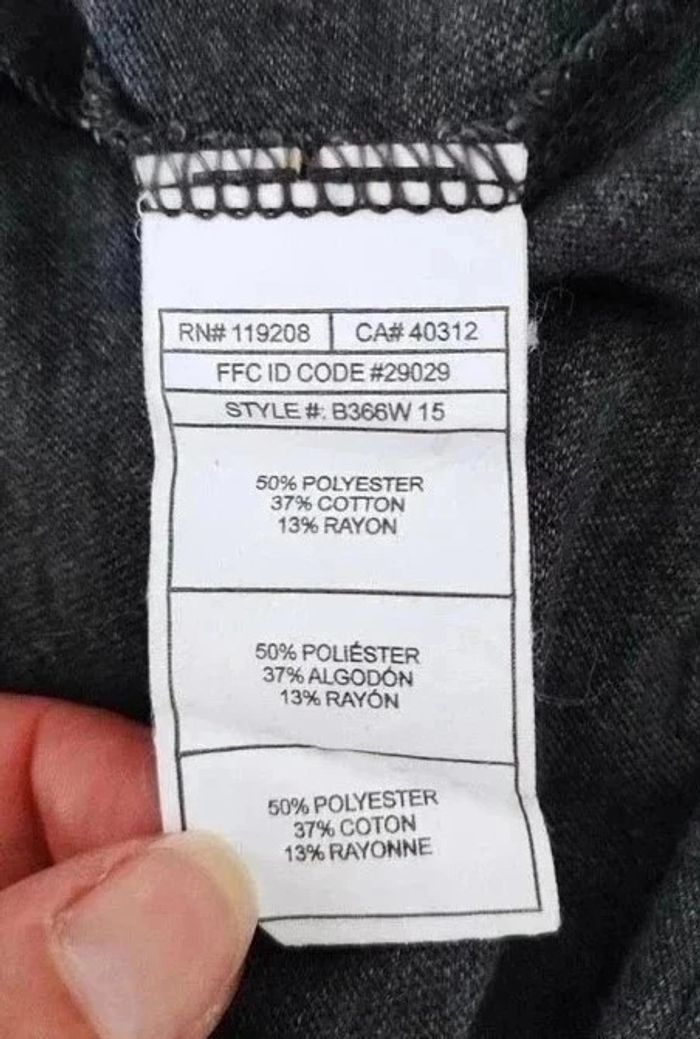 RN# 119208 CA# 40312
FFC ID CODE #29029
STYLE #: B366W 15
50% POLYESTER
37% COTTON
13% RAYON
50% POLIÉSTER
37% ALGODÓN
13% RAYÓN
50% POLYESTER
37% COTON
13% RAYONNE